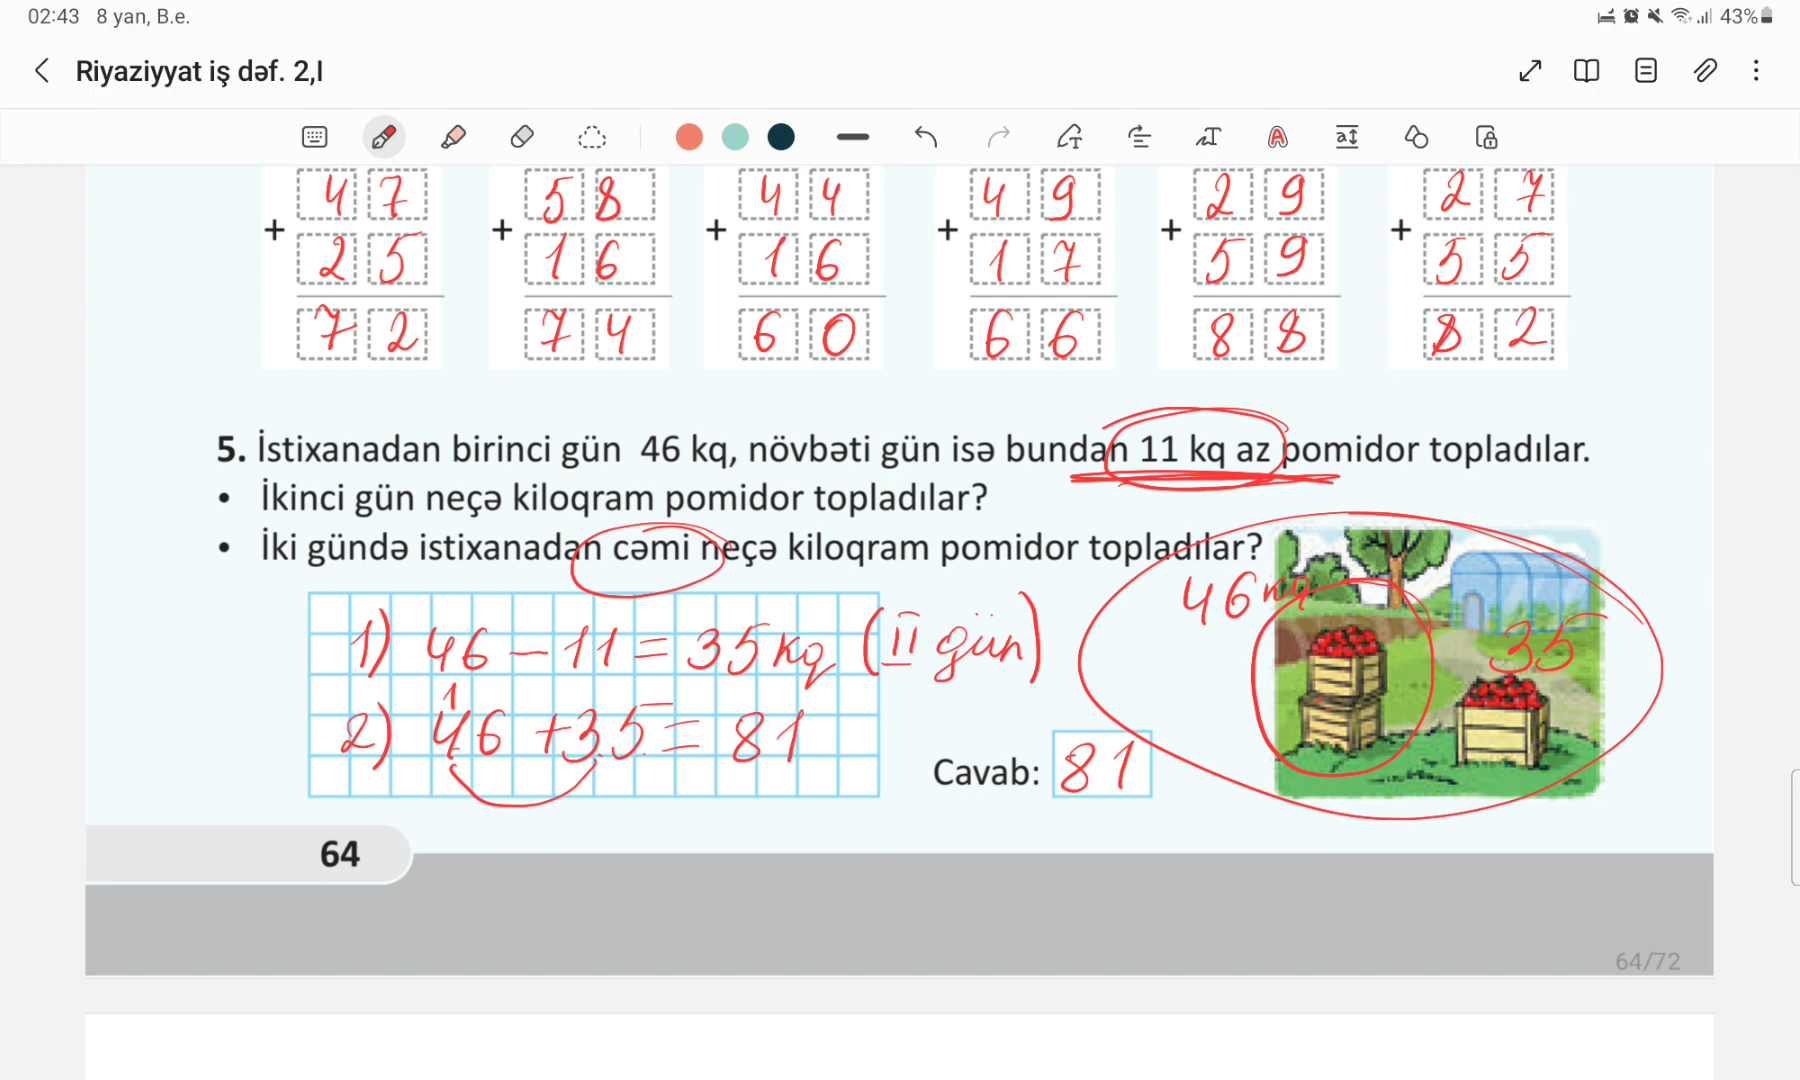 02:43 8 yan, B.e. 43%
Riyaziyyat iş dəf. 2,I
47 58 44 49 29 27
+ + + + + +
25 16 16 17 59 55
72 74 60 66 88 82
5. İstixanadan birinci gün 46 kq, növbəti gün isə bundan 11 kq az pomidor topladılar.
• İkinci gün neçə kiloqram pomidor topladılar?
• İki gündə istixanadan cəmi neçə kiloqram pomidor topladılar?
46 kq
1) 46 − 11 = 35 kq (II gün)
35
1
2) 46 + 35 = 81
Cavab: 81
64
64/72